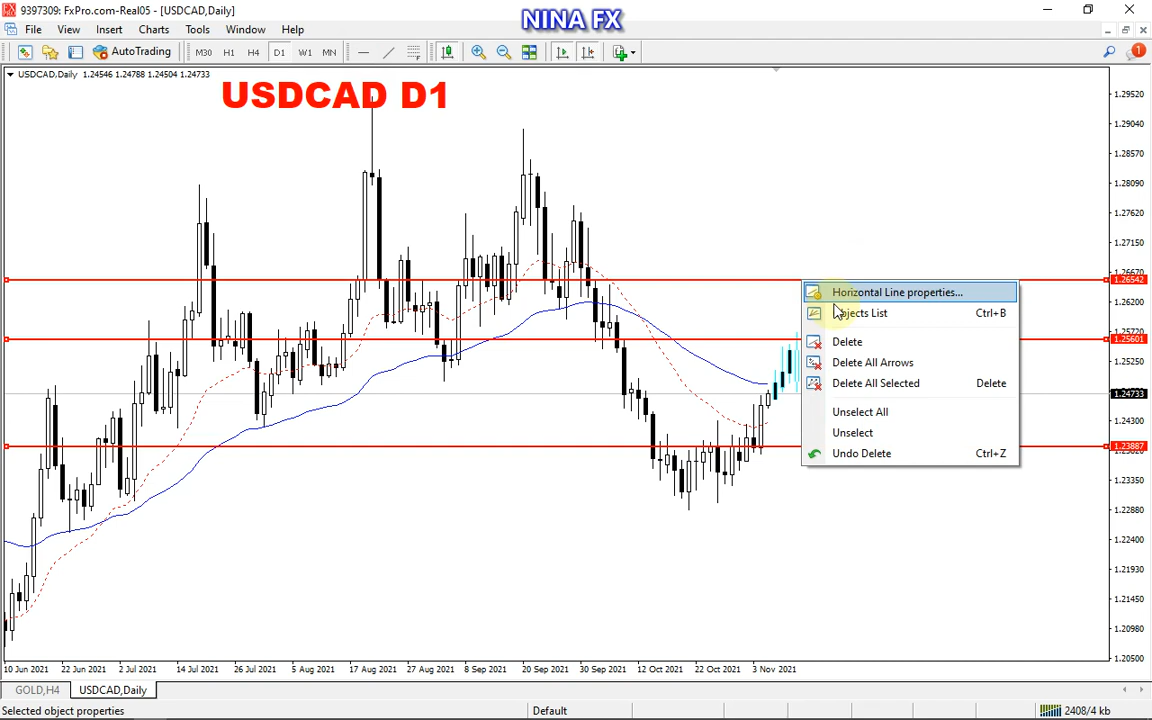 9397309: FxPro.com-Real05 - [USDCAD,Daily]
NINA FX
File View Insert Charts Tools Window Help
AutoTrading M30 H1 H4 D1 W1 MN 1
USDCAD,Daily 1.24546 1.24788 1.24504 1.24733
USDCAD D1
1.29520
1.29040
1.28570
1.28090
1.27620
1.27150
1.26670
1.26542
1.26200
1.25720
1.25601
1.25250
1.24733
1.24300
1.23887
1.23350
1.22880
1.22400
1.21930
1.21450
1.20980
1.20500
Horizontal Line properties...
Objects List Ctrl+B
Delete
Delete All Arrows
Delete All Selected Delete
Unselect All
Unselect
Undo Delete Ctrl+Z
10 Jun 2021 22 Jun 2021 2 Jul 2021 14 Jul 2021 26 Jul 2021 5 Aug 2021 17 Aug 2021 27 Aug 2021 8 Sep 2021 20 Sep 2021 30 Sep 2021 12 Oct 2021 22 Oct 2021 3 Nov 2021
GOLD,H4 USDCAD,Daily
Selected object properties Default 2408/4 kb